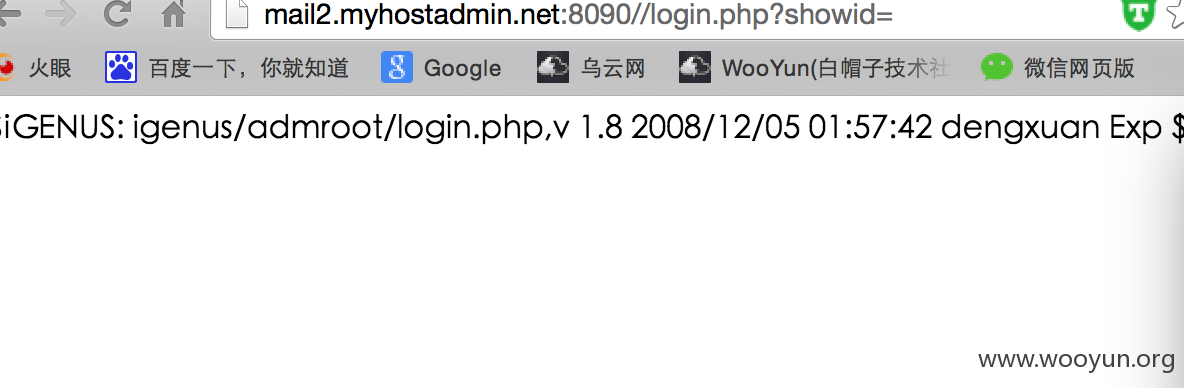 mail2.myhostadmin.net:8090//login.php?showid=
火眼 百度一下，你就知道 Google 乌云网 WooYun(白帽子技术社 微信网页版
SiGENUS: igenus/admroot/login.php,v 1.8 2008/12/05 01:57:42 dengxuan Exp $
www.wooyun.org